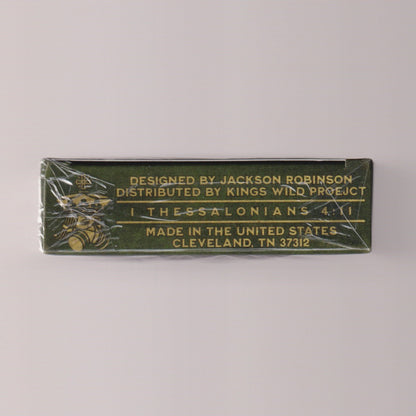 DESIGNED BY JACKSON ROBINSON
DISTRIBUTED BY KINGS WILD PROEJCT
I THESSALONIANS 4:11
MADE IN THE UNITED STATES
CLEVELAND, TN 37312